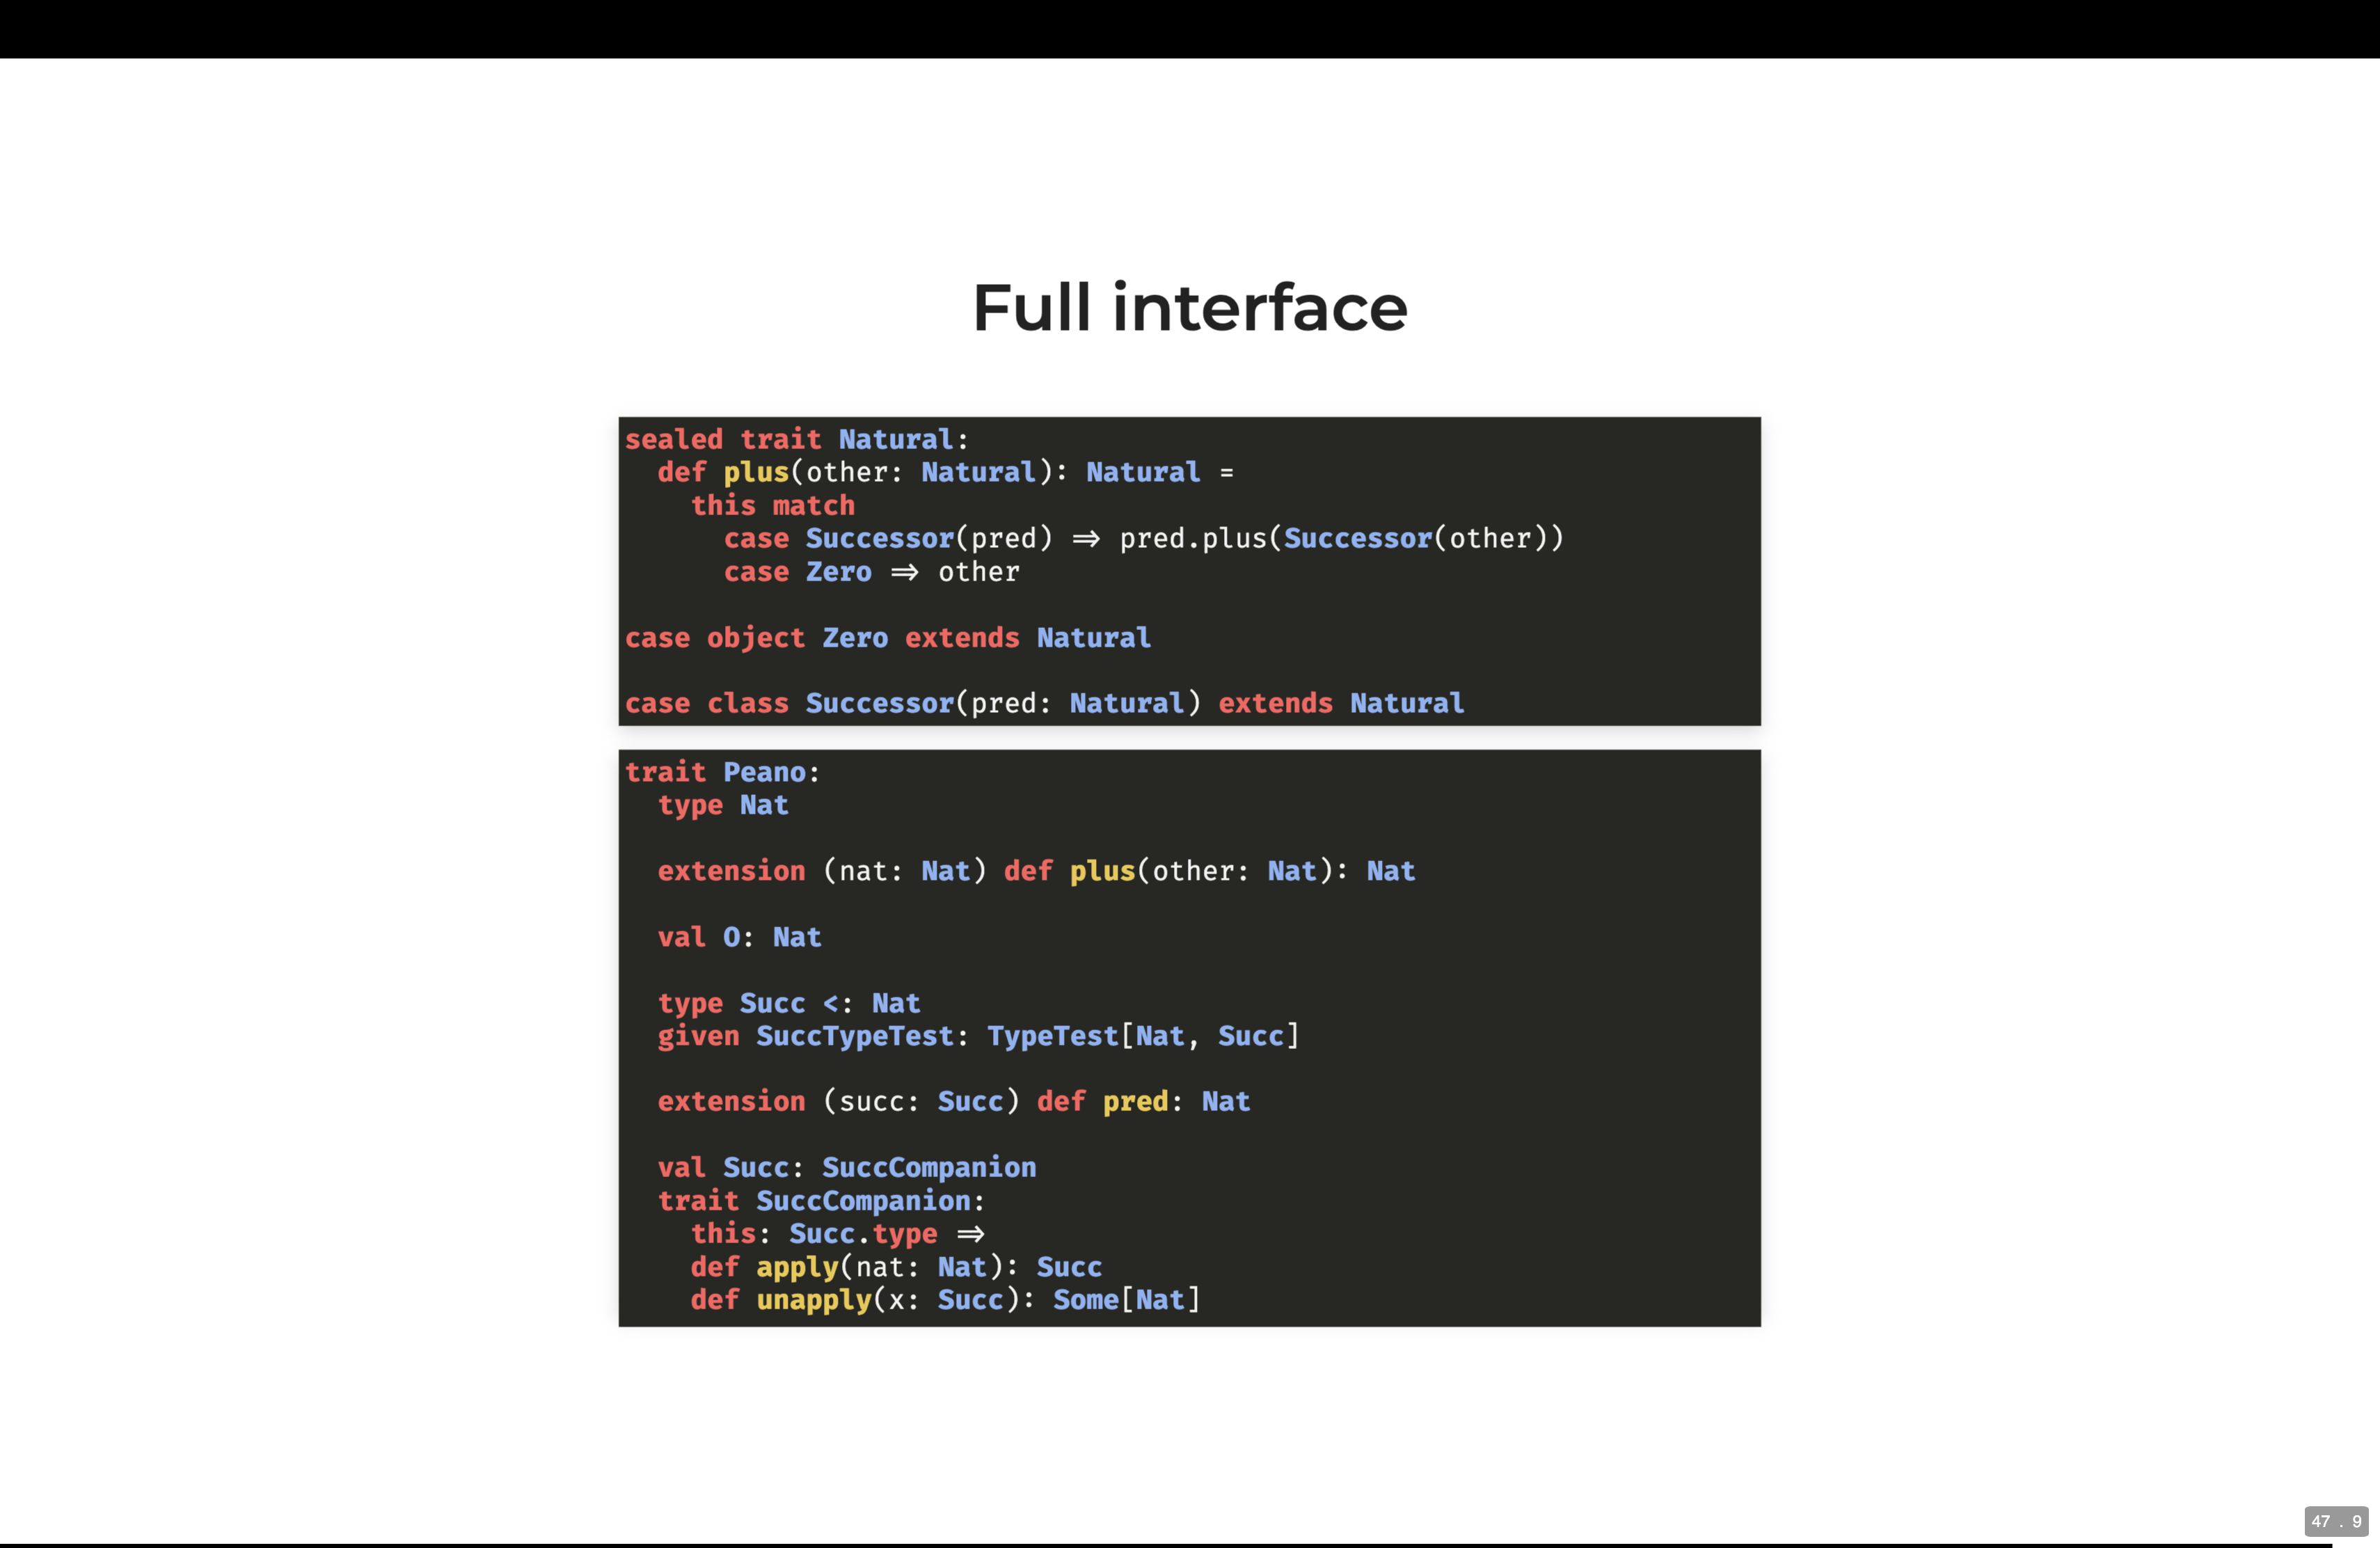 Full interface
sealed trait Natural:
  def plus(other: Natural): Natural =
    this match
      case Successor(pred) ⇒ pred.plus(Successor(other))
      case Zero ⇒ other
case object Zero extends Natural
case class Successor(pred: Natural) extends Natural
trait Peano:
  type Nat
  extension (nat: Nat) def plus(other: Nat): Nat
  val O: Nat
  type Succ <: Nat
  given SuccTypeTest: TypeTest[Nat, Succ]
  extension (succ: Succ) def pred: Nat
  val Succ: SuccCompanion
  trait SuccCompanion:
    this: Succ.type ⇒
    def apply(nat: Nat): Succ
    def unapply(x: Succ): Some[Nat]
47 . 9